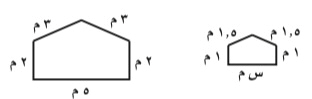 ٣ م ٣ م
٢ م ٢ م
٥ م
١,٥ م ١,٥ م
١ م ١ م
س م